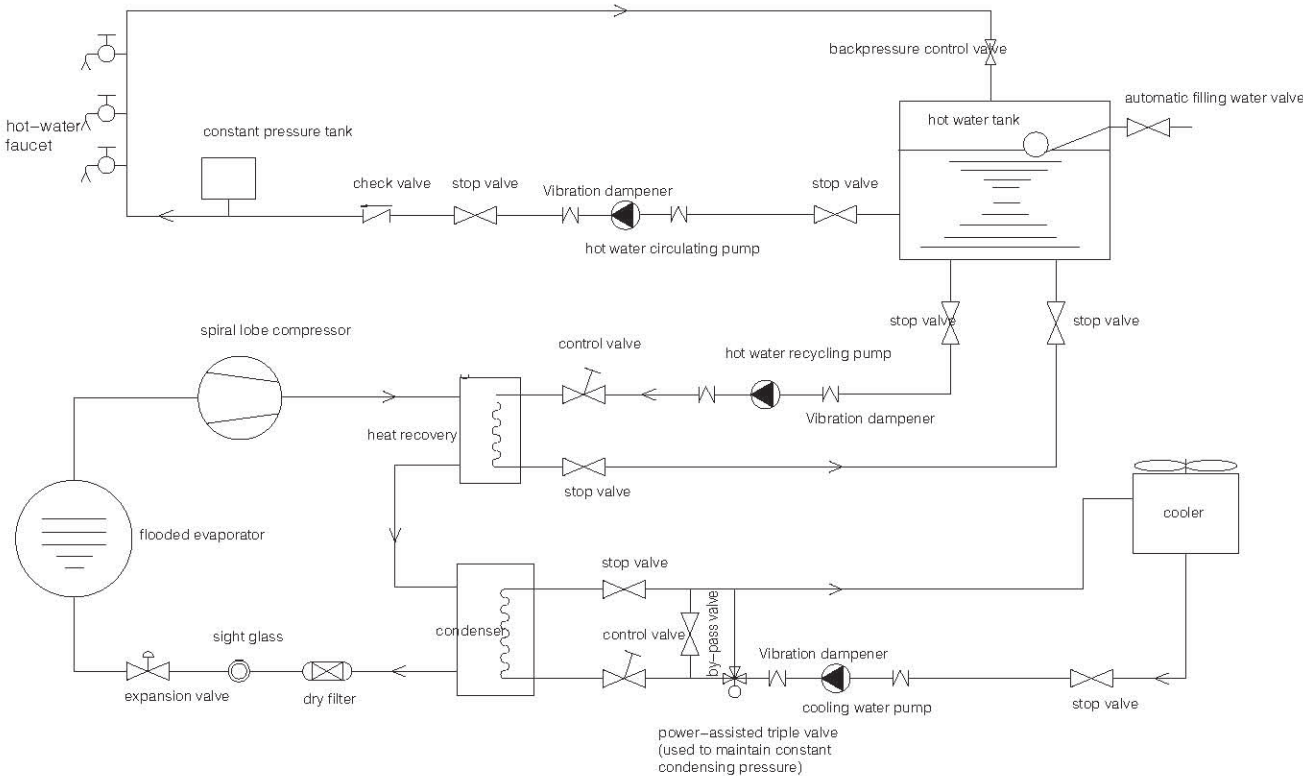 backpressure control valve
automatic filling water valve
hot water tank
hot-water
faucet
constant pressure tank
check valve
stop valve
Vibration dampener
stop valve
hot water circulating pump
spiral lobe compressor
stop valve
stop valve
control valve
hot water recycling pump
Vibration dampener
heat recovery
stop valve
cooler
flooded evaporator
stop valve
by-pass valve
condenser
control valve
sight glass
Vibration dampener
expansion valve
dry filter
cooling water pump
stop valve
power-assisted triple valve
(used to maintain constant
condensing pressure)